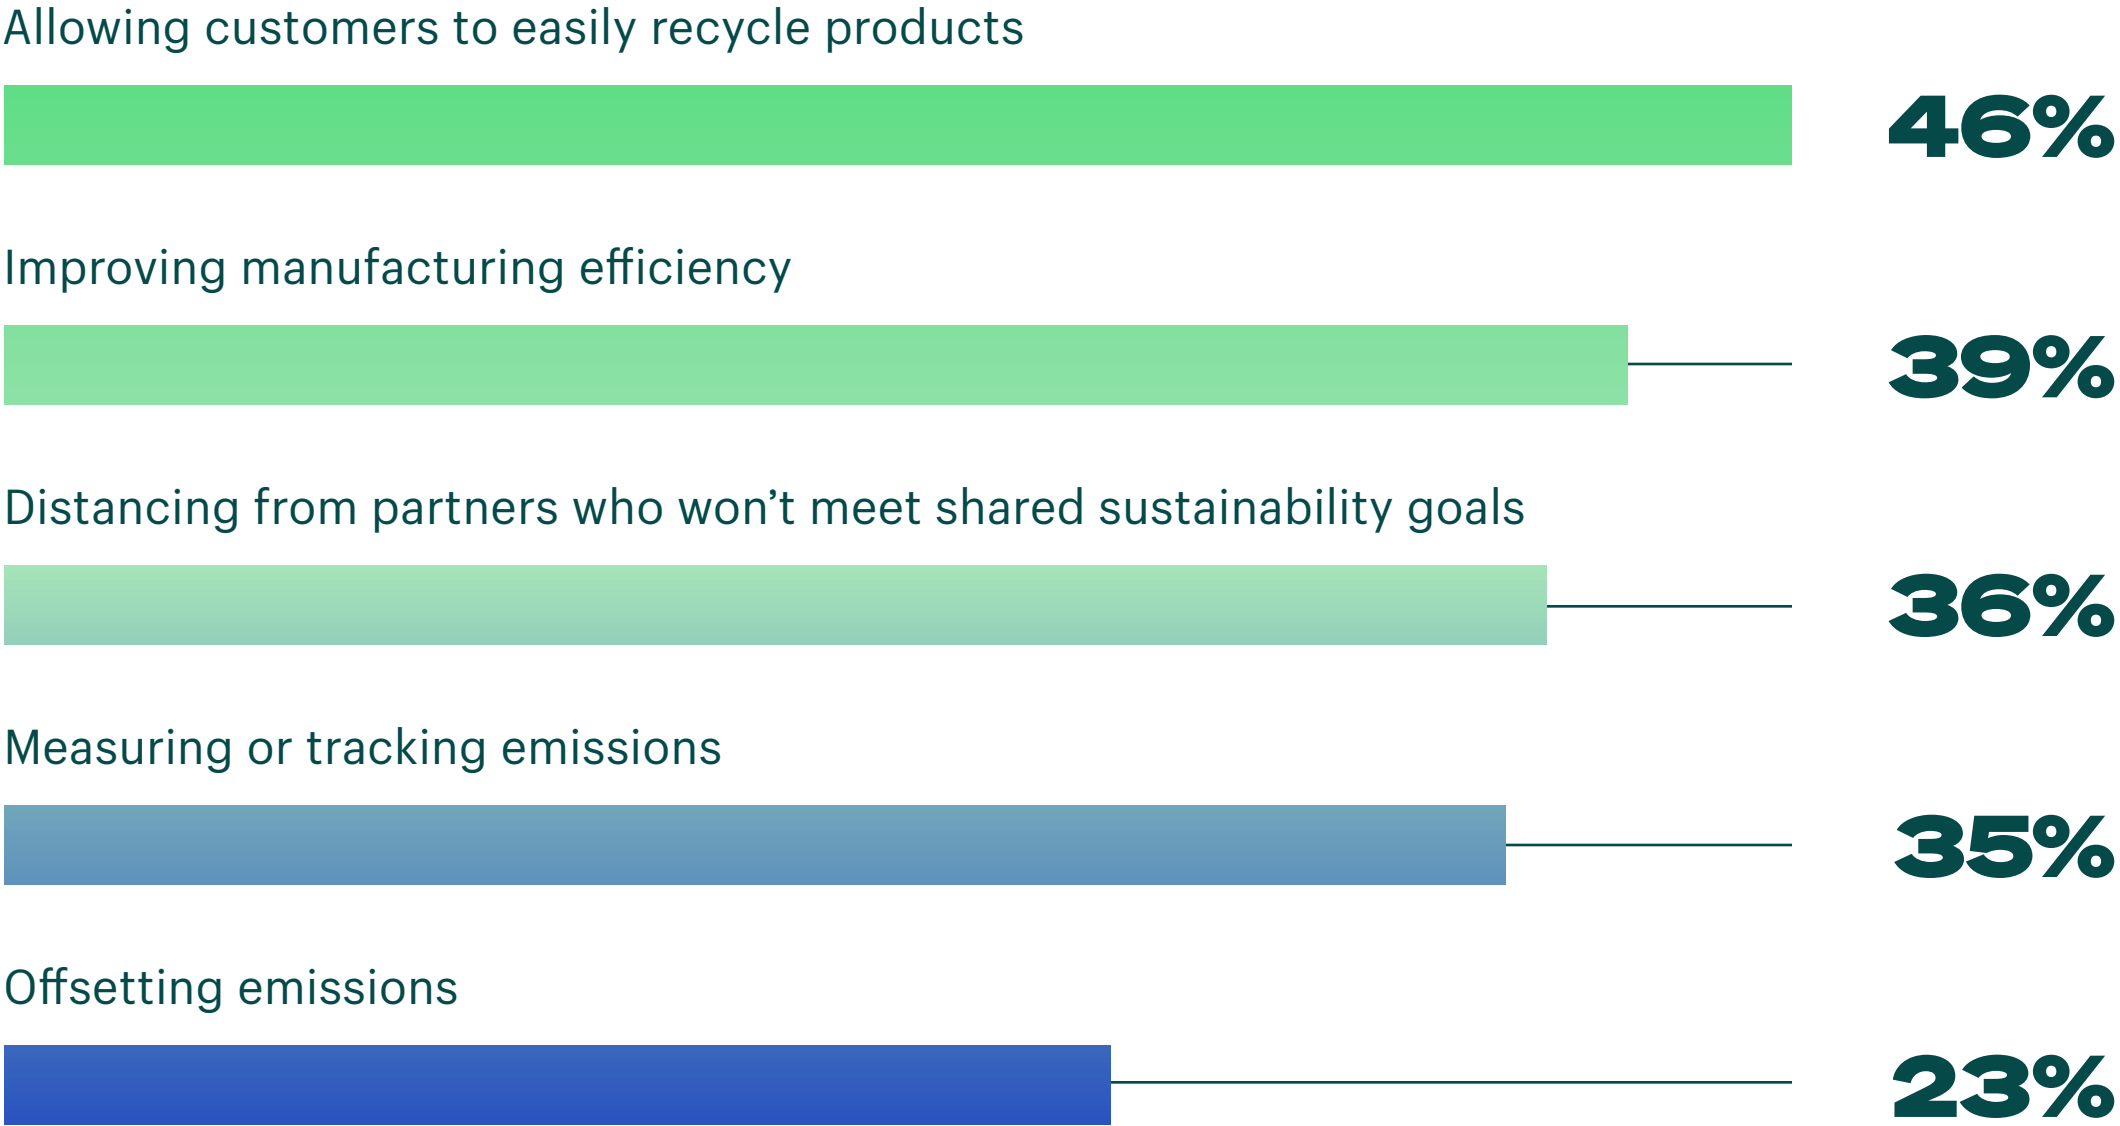 Allowing customers to easily recycle products
46%
Improving manufacturing efficiency
39%
Distancing from partners who won’t meet shared sustainability goals
36%
Measuring or tracking emissions
35%
Offsetting emissions
23%